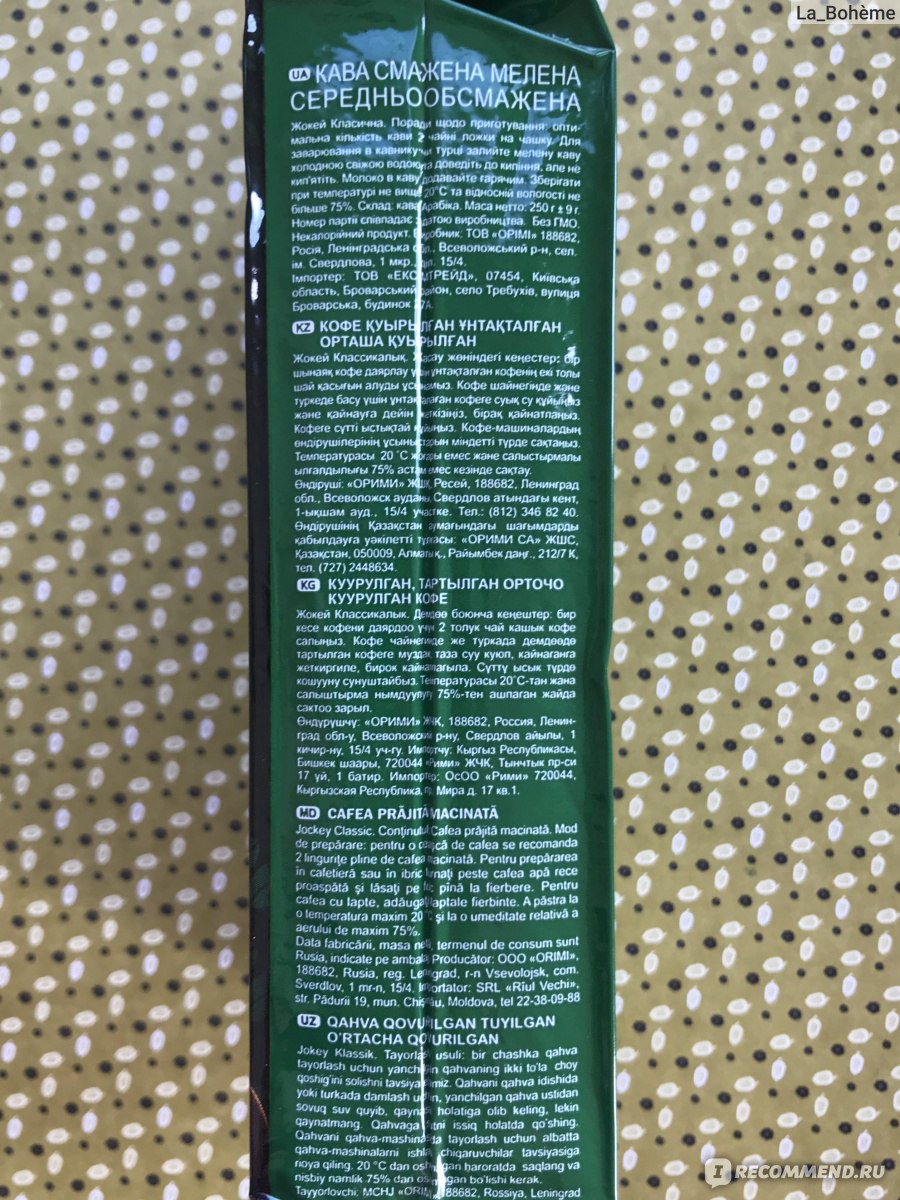 La_Bohème
UA КАВА СМАЖЕНА МЕЛЕНА
СЕРЕДНЬООБСМАЖЕНА
Жокей Класична. Поради щодо приготування: опти-
мальна кількість кави 2 чайні ложки на чашку. Для
заварювання в кавнику чи турці залийте мелену каву
холодною свіжою водою та доведіть до кипіння, але не
кип'ятіть. Молоко в каву додавайте гарячим. Зберігати
при температурі не вище 20°С та відносній вологості не
більше 75%. Склад: кава Арабіка. Маса нетто: 250 г ± 9 г.
Номер партії співпадає з датою виробництва. Без ГМО.
Некалорійний продукт. Виробник: ТОВ «ОРІМІ» 188682,
Росія, Ленінградська обл., Всеволожський р-н, сел.
ім. Свердлова, 1 мкр., діл. 15/4.
Імпортер: ТОВ 07454, Київська
область, Броварський район, село Требухів, вулиця
Броварська, будинок
KZ КОФЕ ҚУЫРЫЛҒАН ҰНТАҚТАЛҒАН
ОРТАША ҚУЫРЫЛҒАН
Жокей Классикалық. Жасау жөніндегі кеңестер: бір
шынаяқ кофе даярлау үшін ұнтақталған кофенің екі толы
шай қасығын алуды ұсынамыз. Кофе шайнегінде және
туркеде басу үшін ұнтақталған кофеге суық су құйыңыз
және қайнауға дейін жеткізіңіз, бірақ қайнатпаңыз.
Кофеге сүтті ыстықтай құйыңыз. Кофе-машиналардың
өндірушілерінің ұсыныстарын міндетті түрде сақтаңыз.
Температурасы 20 °С жоғары емес және салыстырмалы
ылғалдылығы 75% астам емес кезінде сақтау.
Өндіруші: «ОРИМИ» ЖШҚ, Ресей, 188682, Ленинград
обл., Всеволожск ауданы, Свердлов атындағы кент,
1-ықшам ауд., 15/4 учаске. Тел.: (812) 346 82 40.
Өндірушінің Қазақстан аумағындағы шағымдарды
қабылдауға уәкілетті тұлғасы: «ОРИМИ СА» ЖШС,
Қазақстан, 050009, Алматы қ., Райымбек даңғ., 212/7 К,
тел. (727) 2448634.
KG КУУРУЛГАН, ТАРТЫЛГАН ОРТОЧО
КУУРУЛГАН КОФЕ
Жокей Классикалык. Демдөө боюнча кеңештер: бир
кесе кофени даярдоо үчүн 2 толук чай кашык кофе
салыңыз. Кофе чайнегинде же туркада демдөөдө
тартылган кофеге муздак таза суу куюп, кайнаганга
жеткиргиле, бирок кайнатпагыла. Сүттү ысык түрдө
кошууну сунуштайбыз. Температурасы 20°С-тан жана
салыштырма нымдуулугу 75%-тен ашпаган жайда
сактоо зарыл.
Өндүрүшчү: «ОРИМИ» ЖЧК, 188682, Россия, Ленин-
град обл-у, Всеволожск р-ну, Свердлов айылы, 1
кичир-ну, 15/4 уч-гу. Импортчу: Кыргыз Республикасы,
Бишкек шаары, 720044 «Рими» ЖЧК, Тынчтык пр-си
17 үй, 1 батир. Импортер: ОсОО «Рими» 720044,
Кыргызская Республика, пр. Мира д. 17 кв.1.
MD CAFEA PRĂJITĂ MACINATĂ
Jockey Classic. Conţinutul: Cafea prăjită macinată. Mod
de preparare: pentru o ceaşcă de cafea se recomanda
2 linguriţe pline de cafea macinată. Pentru prepararea
în cafetieră sau în ibric turnaţi peste cafea apă rece
proaspătă şi lăsaţi pe foc pînă la fierbere. Pentru
cafea cu lapte, adăugaţi laptale fierbinte. A păstra la
o temperatura maxim 20°C şi la o umeditate relativă a
aerului de maxim 75%.
Data fabricării, masa netă, termenul de consum sunt
Rusia, indicate pe ambalaj Producător: OOO «ORIMI»,
188682, Rusia, reg. Leningrad, r-n Vsevolojsk, com.
Sverdlov, 1 mr-n, 15/4. Importator: SRL «Rîul Vechi»,
str. Pădurii 19, mun. Chişinău, Moldova, tel 22-38-09-88
UZ QAHVA QOVURILGAN TUYILGAN
O'RTACHA QOVURILGAN
Jokey Klassik. Tayorlash usuli: bir chashka qahva
tayorlash uchun yanchilgin qahvaning ikki to'la choy
qoshig'ini solishni tavsiya etamiz. Qahvani qahva idishida
yoki turkada damlash uchun, yanchilgan qahva ustidan
sovuq suv quyib, qaynash holatiga olib keling, lekin
qaynatmang. Qahvaga sutni issiq holatda qo'shing.
Qahvani qahva-mashinada tayorlash uchun albatta
qahva-mashinalarni ishlab chiqaruvchilar tavsiyasiga
rioya qiling. 20 °C dan oshmagan haroratda saqlang va
nisbiy namlik 75% dan oshmagan bo'lishi kerak.
Tayyorlovchi: MCHJ «ORIMI» 188682, Rossiya, Leningrad
I RECOMMEND.RU